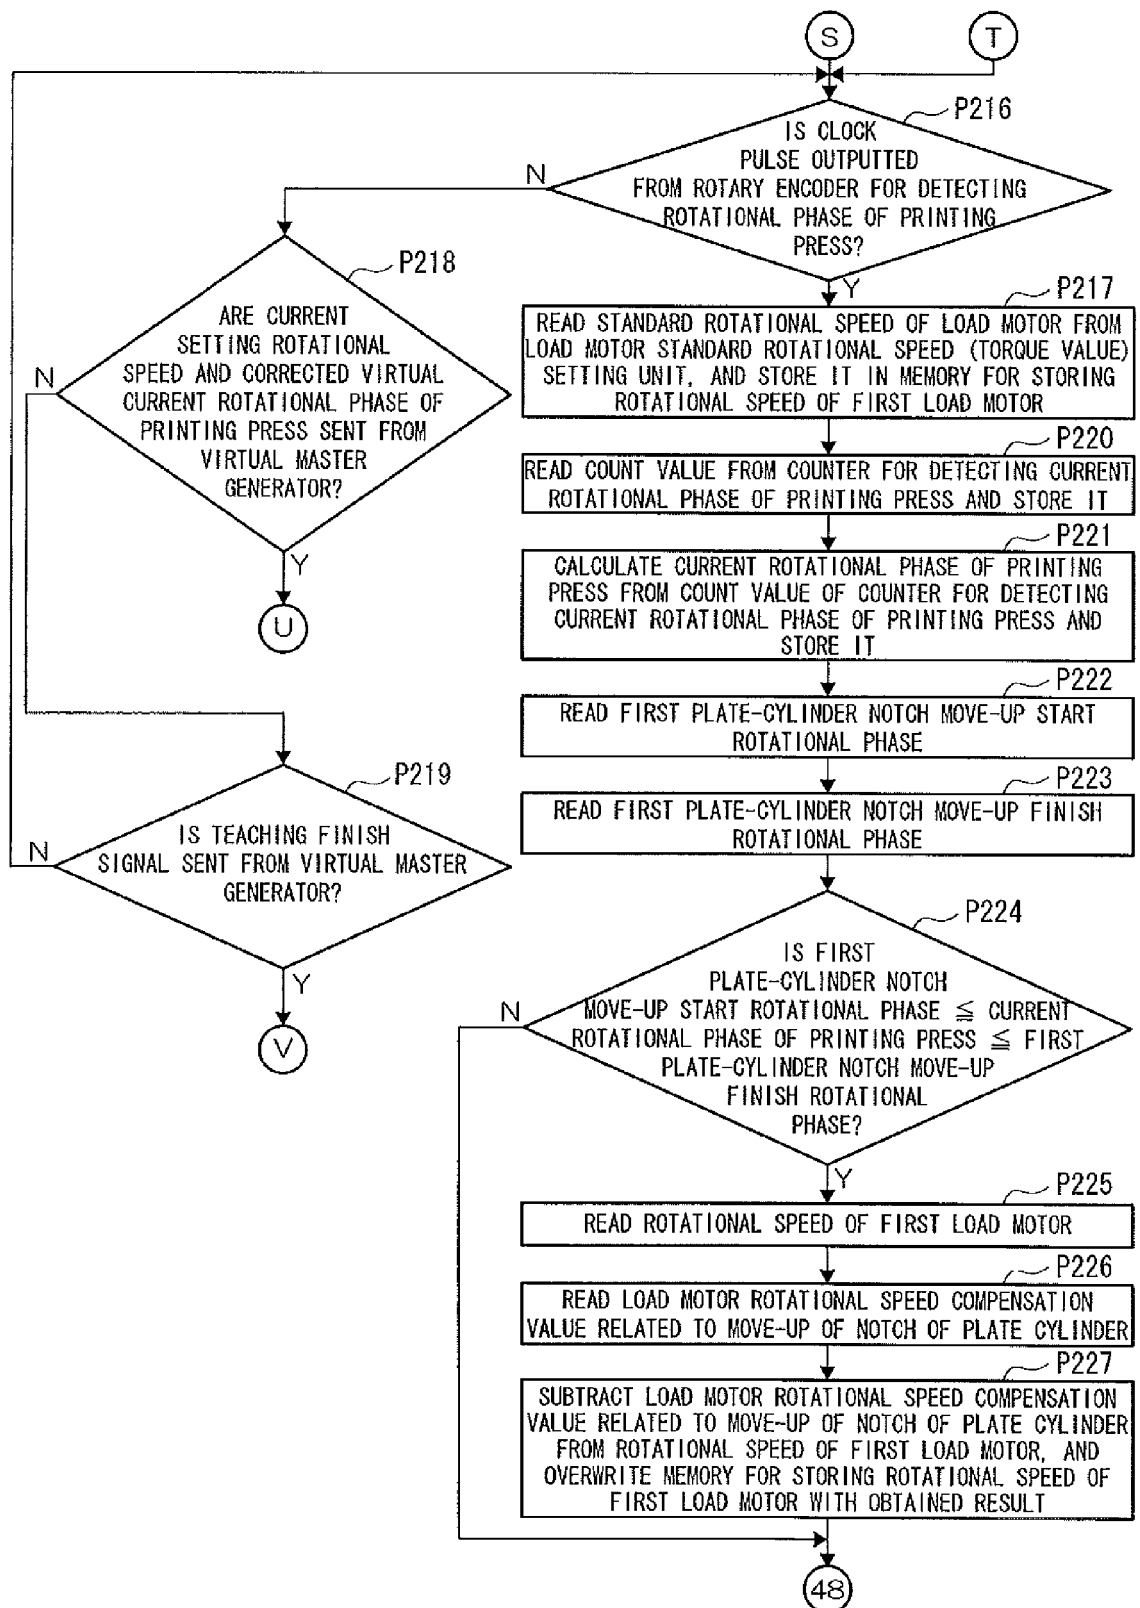 S
T
P216
IS CLOCK
PULSE OUTPUTTED
FROM ROTARY ENCODER FOR DETECTING
ROTATIONAL PHASE OF PRINTING
PRESS?
N
Y
P218
ARE CURRENT
SETTING ROTATIONAL
SPEED AND CORRECTED VIRTUAL
CURRENT ROTATIONAL PHASE OF
PRINTING PRESS SENT FROM
VIRTUAL MASTER
GENERATOR?
N
Y
U
P217
READ STANDARD ROTATIONAL SPEED OF LOAD MOTOR FROM
LOAD MOTOR STANDARD ROTATIONAL SPEED (TORQUE VALUE)
SETTING UNIT, AND STORE IT IN MEMORY FOR STORING
ROTATIONAL SPEED OF FIRST LOAD MOTOR
P220
READ COUNT VALUE FROM COUNTER FOR DETECTING CURRENT
ROTATIONAL PHASE OF PRINTING PRESS AND STORE IT
P221
CALCULATE CURRENT ROTATIONAL PHASE OF PRINTING
PRESS FROM COUNT VALUE OF COUNTER FOR DETECTING
CURRENT ROTATIONAL PHASE OF PRINTING PRESS AND
STORE IT
P222
READ FIRST PLATE-CYLINDER NOTCH MOVE-UP START
ROTATIONAL PHASE
P219
IS TEACHING FINISH
SIGNAL SENT FROM VIRTUAL MASTER
GENERATOR?
N
Y
V
P223
READ FIRST PLATE-CYLINDER NOTCH MOVE-UP FINISH
ROTATIONAL PHASE
P224
IS FIRST
PLATE-CYLINDER NOTCH
MOVE-UP START ROTATIONAL PHASE ≦ CURRENT
ROTATIONAL PHASE OF PRINTING PRESS ≦ FIRST
PLATE-CYLINDER NOTCH MOVE-UP
FINISH ROTATIONAL
PHASE?
N
Y
P225
READ ROTATIONAL SPEED OF FIRST LOAD MOTOR
P226
READ LOAD MOTOR ROTATIONAL SPEED COMPENSATION
VALUE RELATED TO MOVE-UP OF NOTCH OF PLATE CYLINDER
P227
SUBTRACT LOAD MOTOR ROTATIONAL SPEED COMPENSATION
VALUE RELATED TO MOVE-UP OF NOTCH OF PLATE CYLINDER
FROM ROTATIONAL SPEED OF FIRST LOAD MOTOR, AND
OVERWRITE MEMORY FOR STORING ROTATIONAL SPEED OF
FIRST LOAD MOTOR WITH OBTAINED RESULT
48